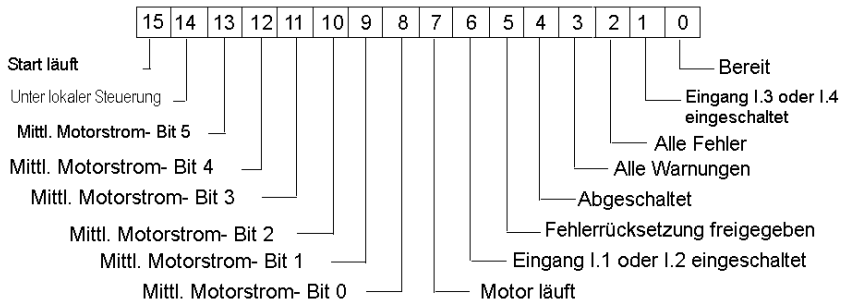 15 14 13 12 11 10 9 8 7 6 5 4 3 2 1 0
Start läuft
Bereit
Unter lokaler Steuerung
Eingang I.3 oder I.4
eingeschaltet
Mittl. Motorstrom- Bit 5
Alle Fehler
Mittl. Motorstrom- Bit 4
Alle Warnungen
Mittl. Motorstrom- Bit 3
Abgeschaltet
Mittl. Motorstrom- Bit 2
Fehlerrücksetzung freigegeben
Mittl. Motorstrom- Bit 1
Eingang I.1 oder I.2 eingeschaltet
Mittl. Motorstrom- Bit 0
Motor läuft